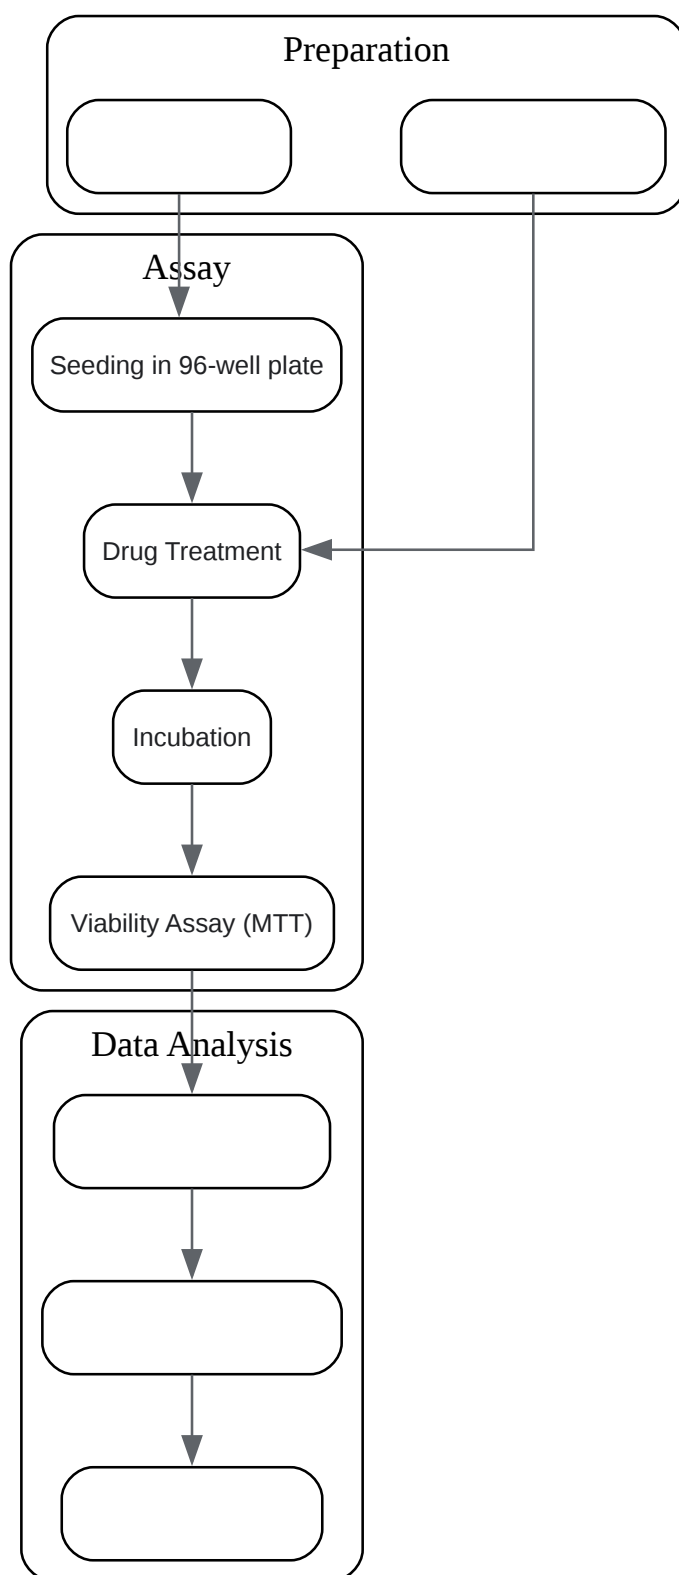 Preparation
Assay
Seeding in 96-well plate
Drug Treatment
Incubation
Viability Assay (MTT)
Data Analysis